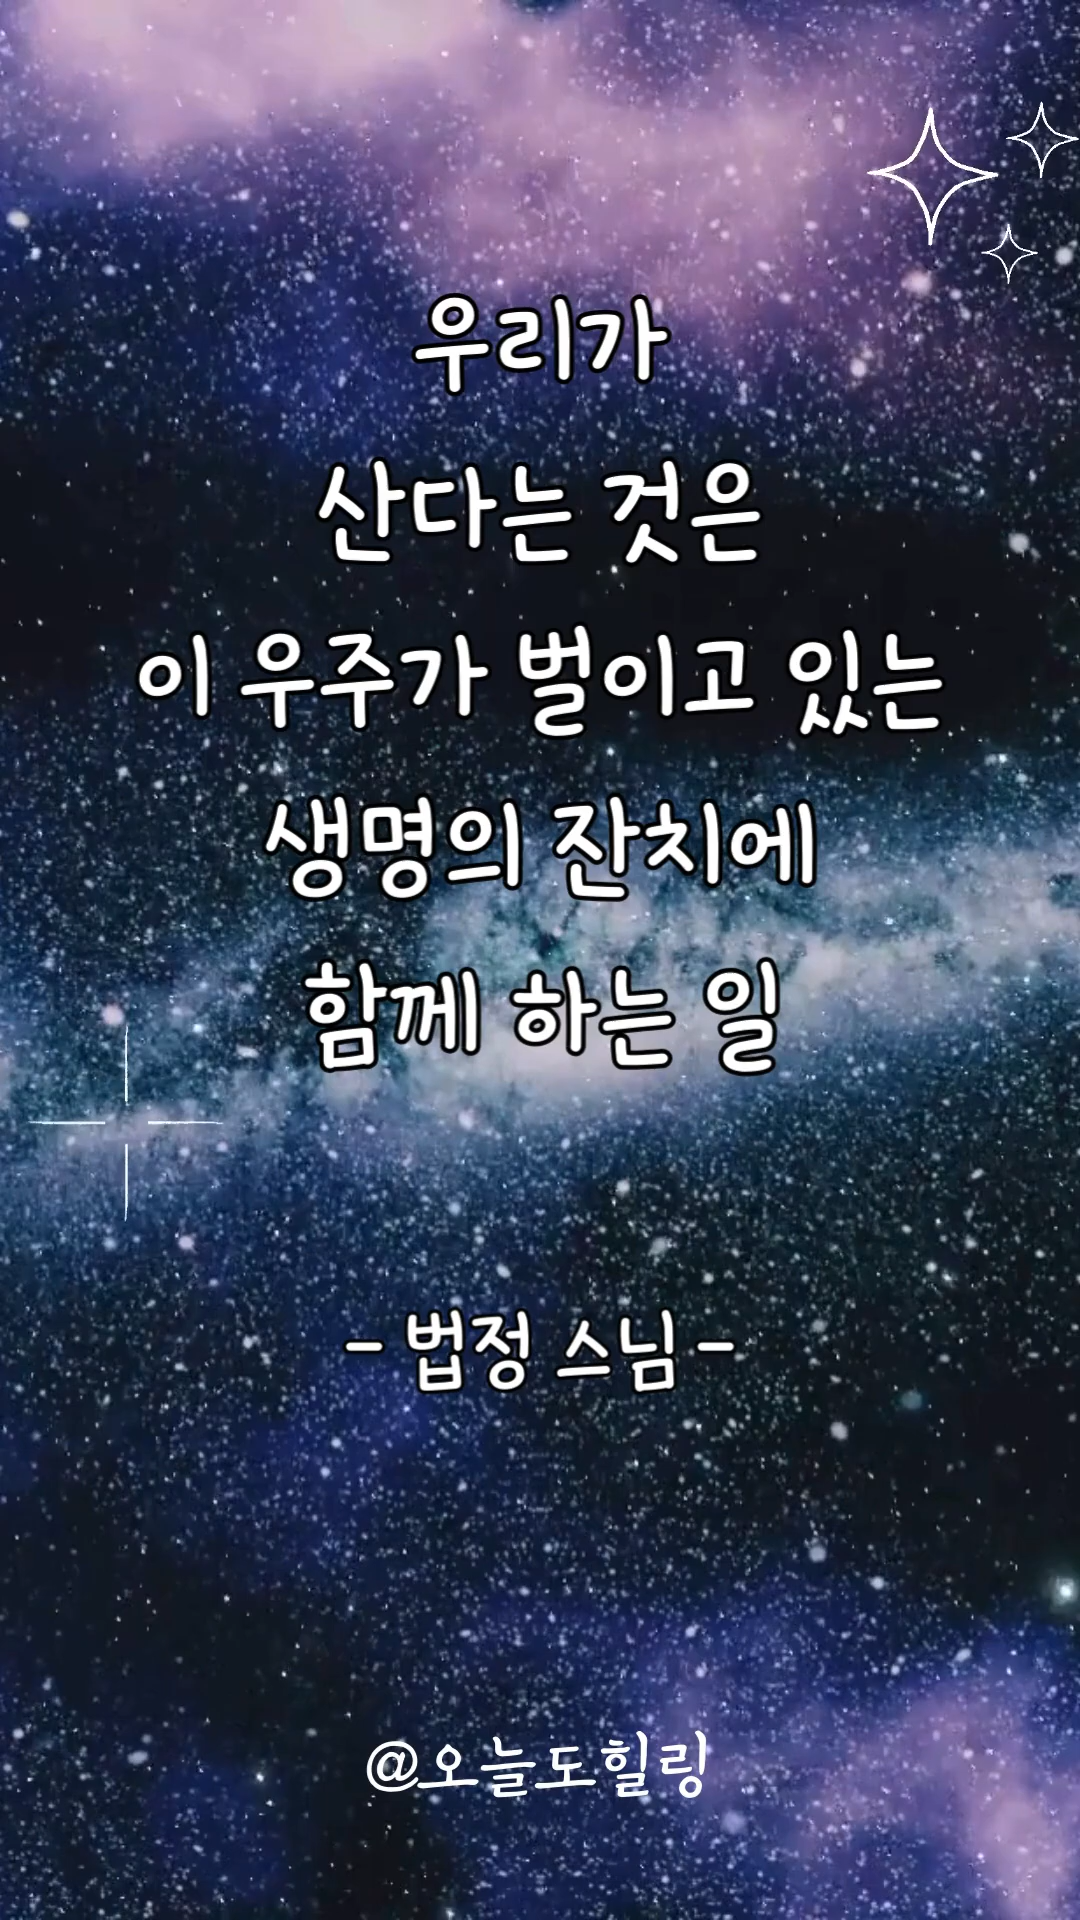 우리가
산다는 것은
이 우주가 벌이고 있는
생명의 잔치에
함께 하는 일
- 법정 스님 -
@오늘도힐링